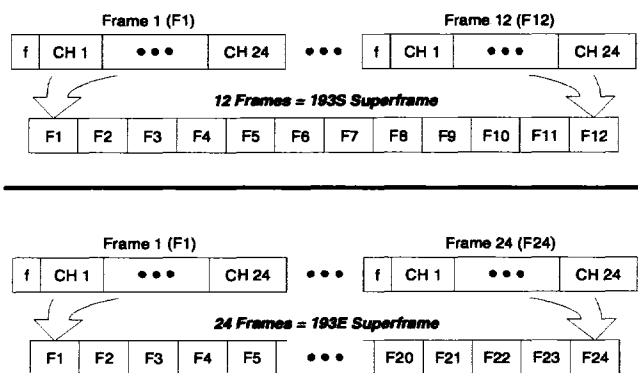 Frame 1 (F1) Frame 12 (F12)
f CH 1 ●●● CH 24 ●●● f CH 1 ●●● CH 24
12 Frames = 193S Superframe
F1 F2 F3 F4 F5 F6 F7 F8 F9 F10 F11 F12
Frame 1 (F1) Frame 24 (F24)
f CH 1 ●●● CH 24 ●●● f CH 1 ●●● CH 24
24 Frames = 193E Superframe
F1 F2 F3 F4 F5 ●●● F20 F21 F22 F23 F24